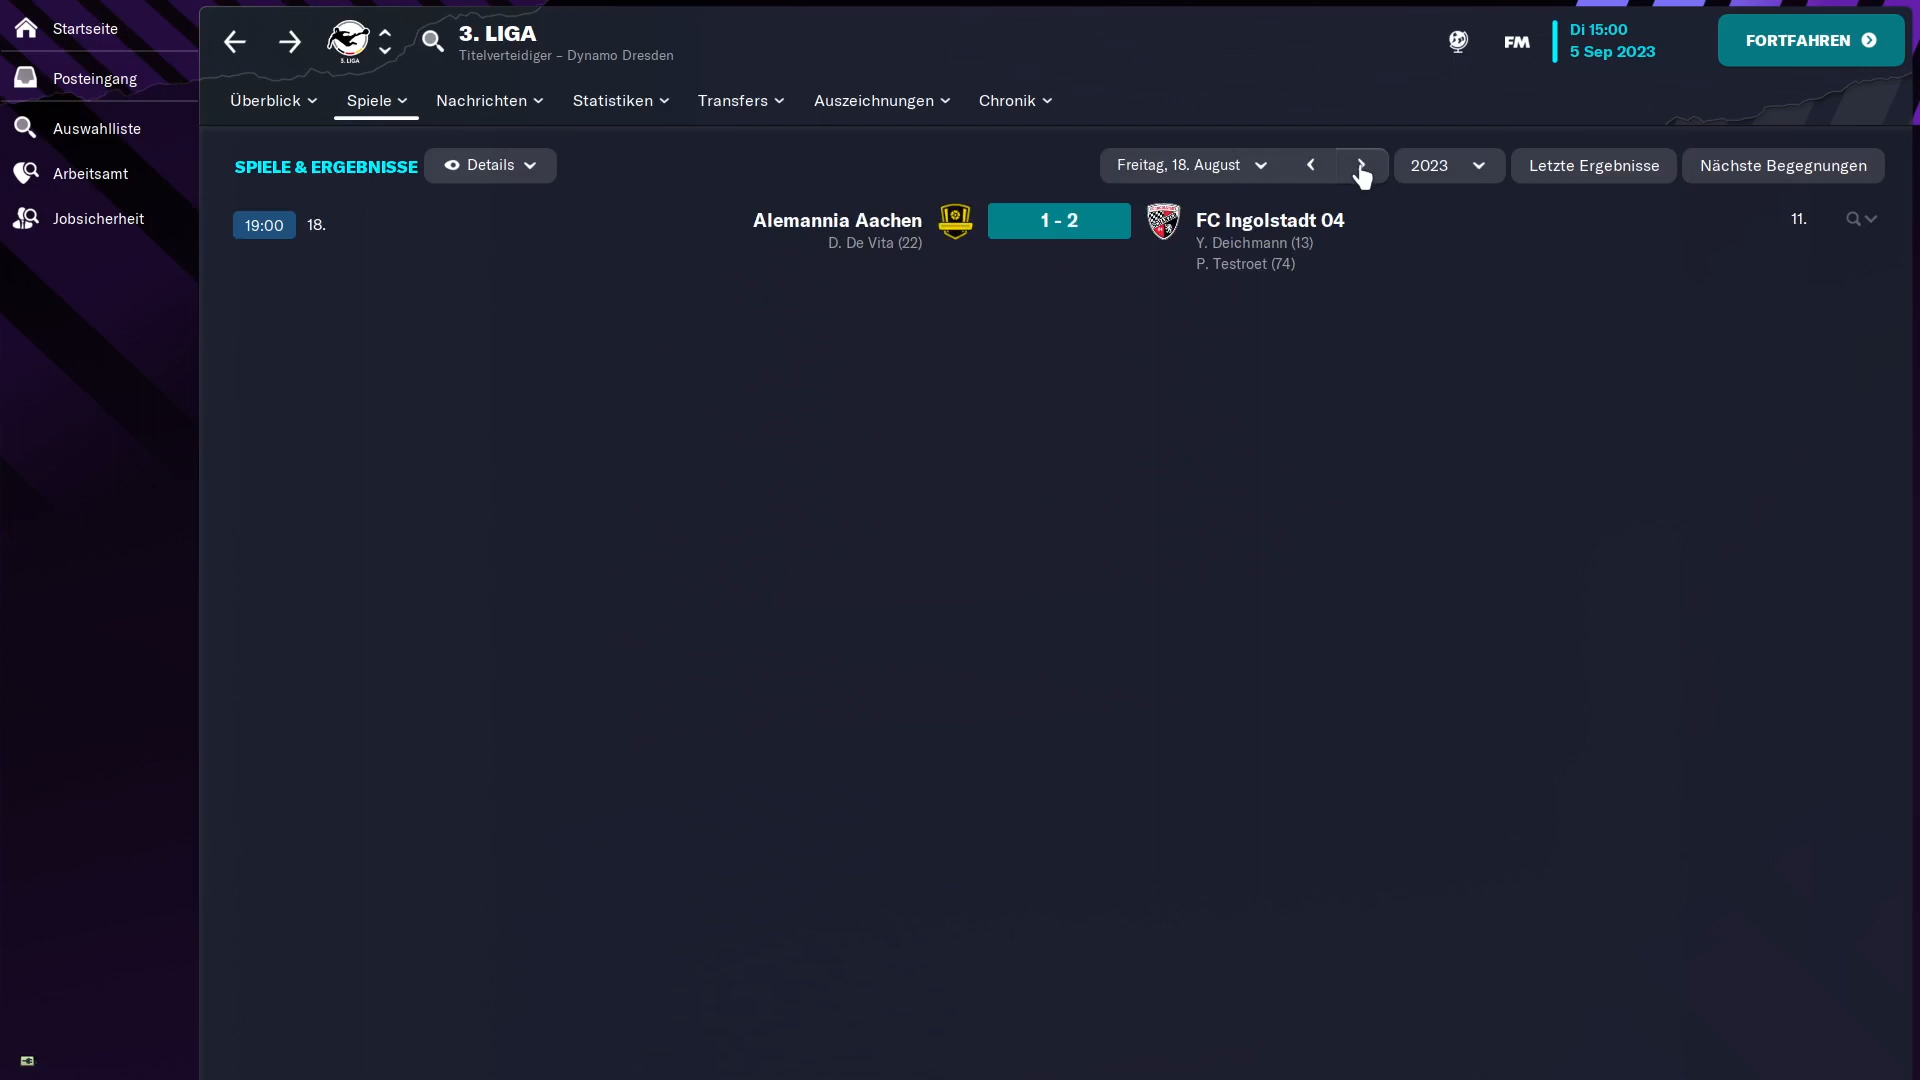 Startseite
Posteingang
Auswahlliste
Arbeitsamt
Jobsicherheit
3. LIGA
3. LIGA
Titelverteidiger – Dynamo Dresden
FM
Di 15:00
5 Sep 2023
FORTFAHREN
Überblick
Spiele
Nachrichten
Statistiken
Transfers
Auszeichnungen
Chronik
SPIELE & ERGEBNISSE
Details
Freitag, 18. August
2023
Letzte Ergebnisse
Nächste Begegnungen
19:00 18. Alemannia Aachen 1 - 2 FC Ingolstadt 04 11.
D. De Vita (22) Y. Deichmann (13)
P. Testroet (74)